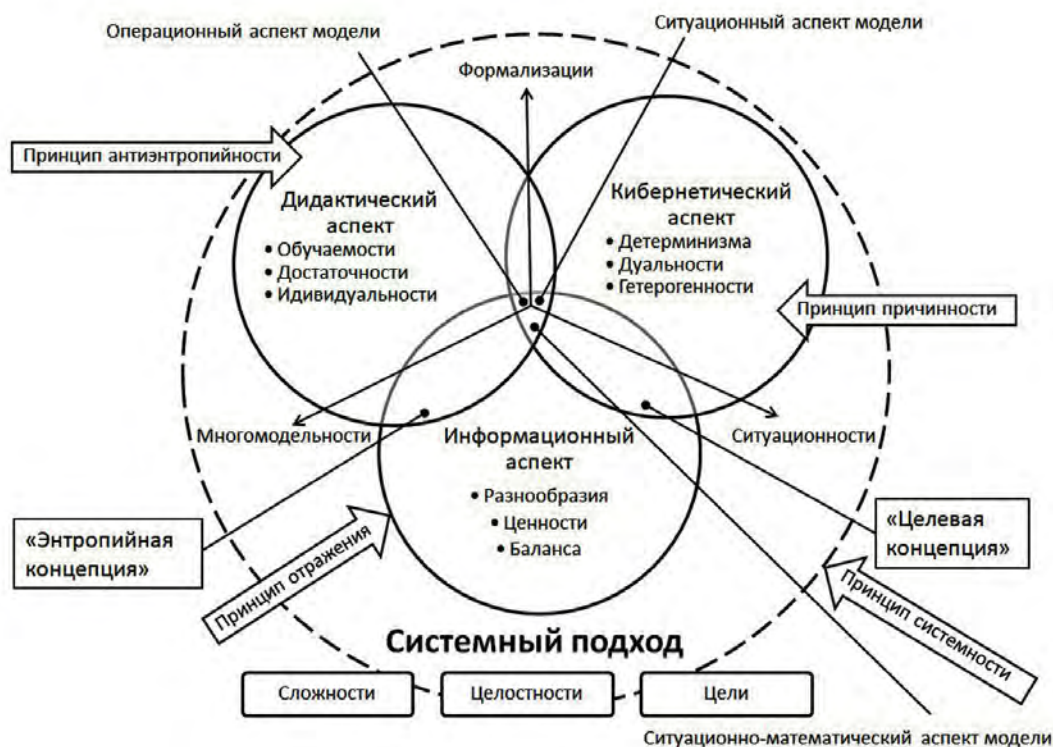 Операционный аспект модели
Ситуационный аспект модели
Формализации
Принцип антиэнтропийности
Дидактический
аспект
• Обучаемости
• Достаточности
• Идивидуальности
Кибернетический
аспект
• Детерминизма
• Дуальности
• Гетерогенности
Принцип причинности
Многомодельности
Информационный
аспект
• Разнообразия
• Ценности
• Баланса
Ситуационности
«Энтропийная
концепция»
«Целевая
концепция»
Принцип отражения
Принцип системности
Системный подход
Сложности
Целостности
Цели
Ситуационно-математический аспект модели